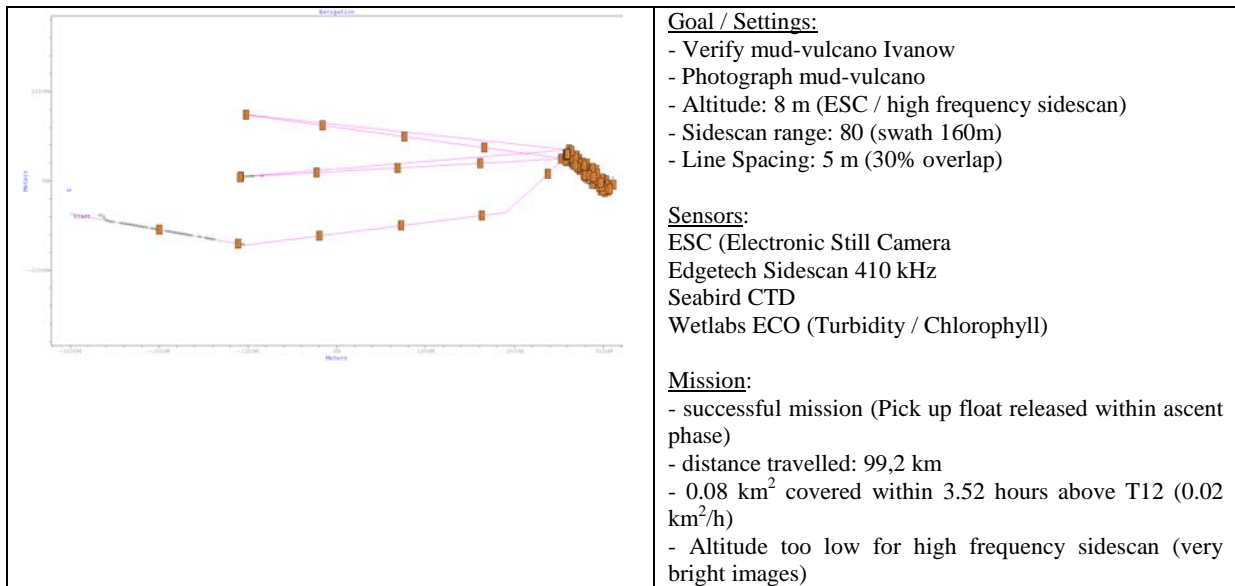 Navigation
Meters
Start
Meters
Goal / Settings:
- Verify mud-vulcano Ivanow
- Photograph mud-vulcano
- Altitude: 8 m (ESC / high frequency sidescan)
- Sidescan range: 80 (swath 160m)
- Line Spacing: 5 m (30% overlap)
Sensors:
ESC (Electronic Still Camera
Edgetech Sidescan 410 kHz
Seabird CTD
Wetlabs ECO (Turbidity / Chlorophyll)
Mission:
- successful mission (Pick up float released within ascent
phase)
- distance travelled: 99,2 km
- 0.08 km² covered within 3.52 hours above T12 (0.02
km²/h)
- Altitude too low for high frequency sidescan (very
bright images)